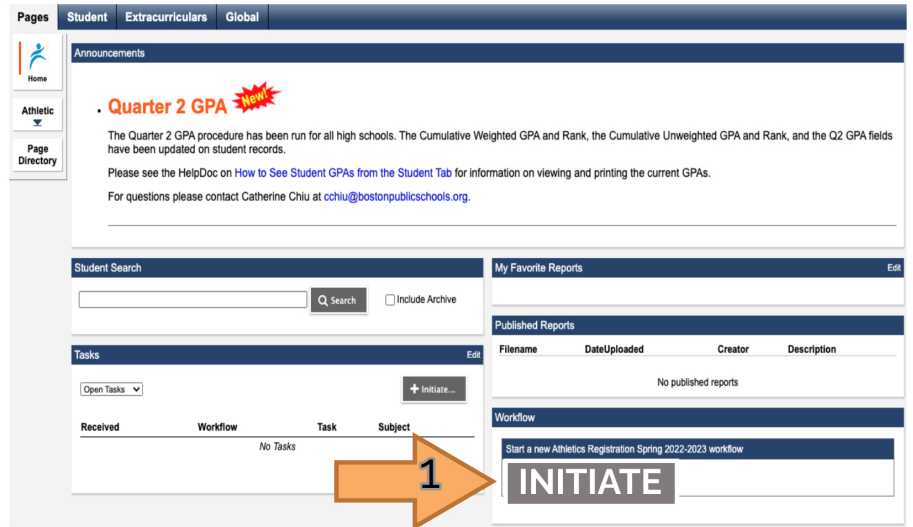 Pages Student Extracurriculars Global
Home
Athletic
Page
Directory
Announcements
Quarter 2 GPA New!
The Quarter 2 GPA procedure has been run for all high schools. The Cumulative Weighted GPA and Rank, the Cumulative Unweighted GPA and Rank, and the Q2 GPA fields
have been updated on student records.
Please see the HelpDoc on How to See Student GPAs from the Student Tab for information on viewing and printing the current GPAs.
For questions please contact Catherine Chiu at cchiu@bostonpublicschools.org.
Student Search
Search Include Archive
Tasks Edit
Open Tasks + Initiate...
Received Workflow Task Subject
No Tasks
My Favorite Reports Edit
Published Reports
Filename DateUploaded Creator Description
No published reports
Workflow
Start a new Athletics Registration Spring 2022-2023 workflow
1 INITIATE